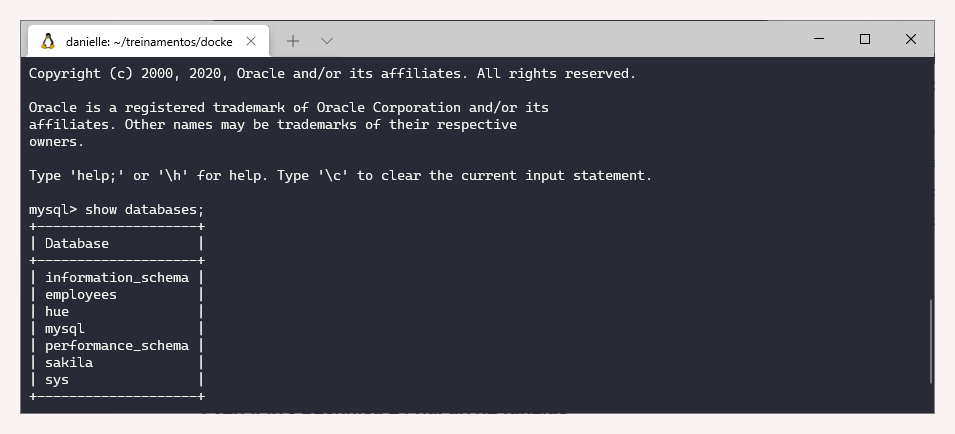 danielle: ~/treinamentos/docke
Copyright (c) 2000, 2020, Oracle and/or its affiliates. All rights reserved.
Oracle is a registered trademark of Oracle Corporation and/or its
affiliates. Other names may be trademarks of their respective
owners.
Type 'help;' or '\h' for help. Type '\c' to clear the current input statement.
mysql> show databases;
+--------------------+
| Database           |
+--------------------+
| information_schema |
| employees          |
| hue                |
| mysql              |
| performance_schema |
| sakila             |
| sys                |
+--------------------+